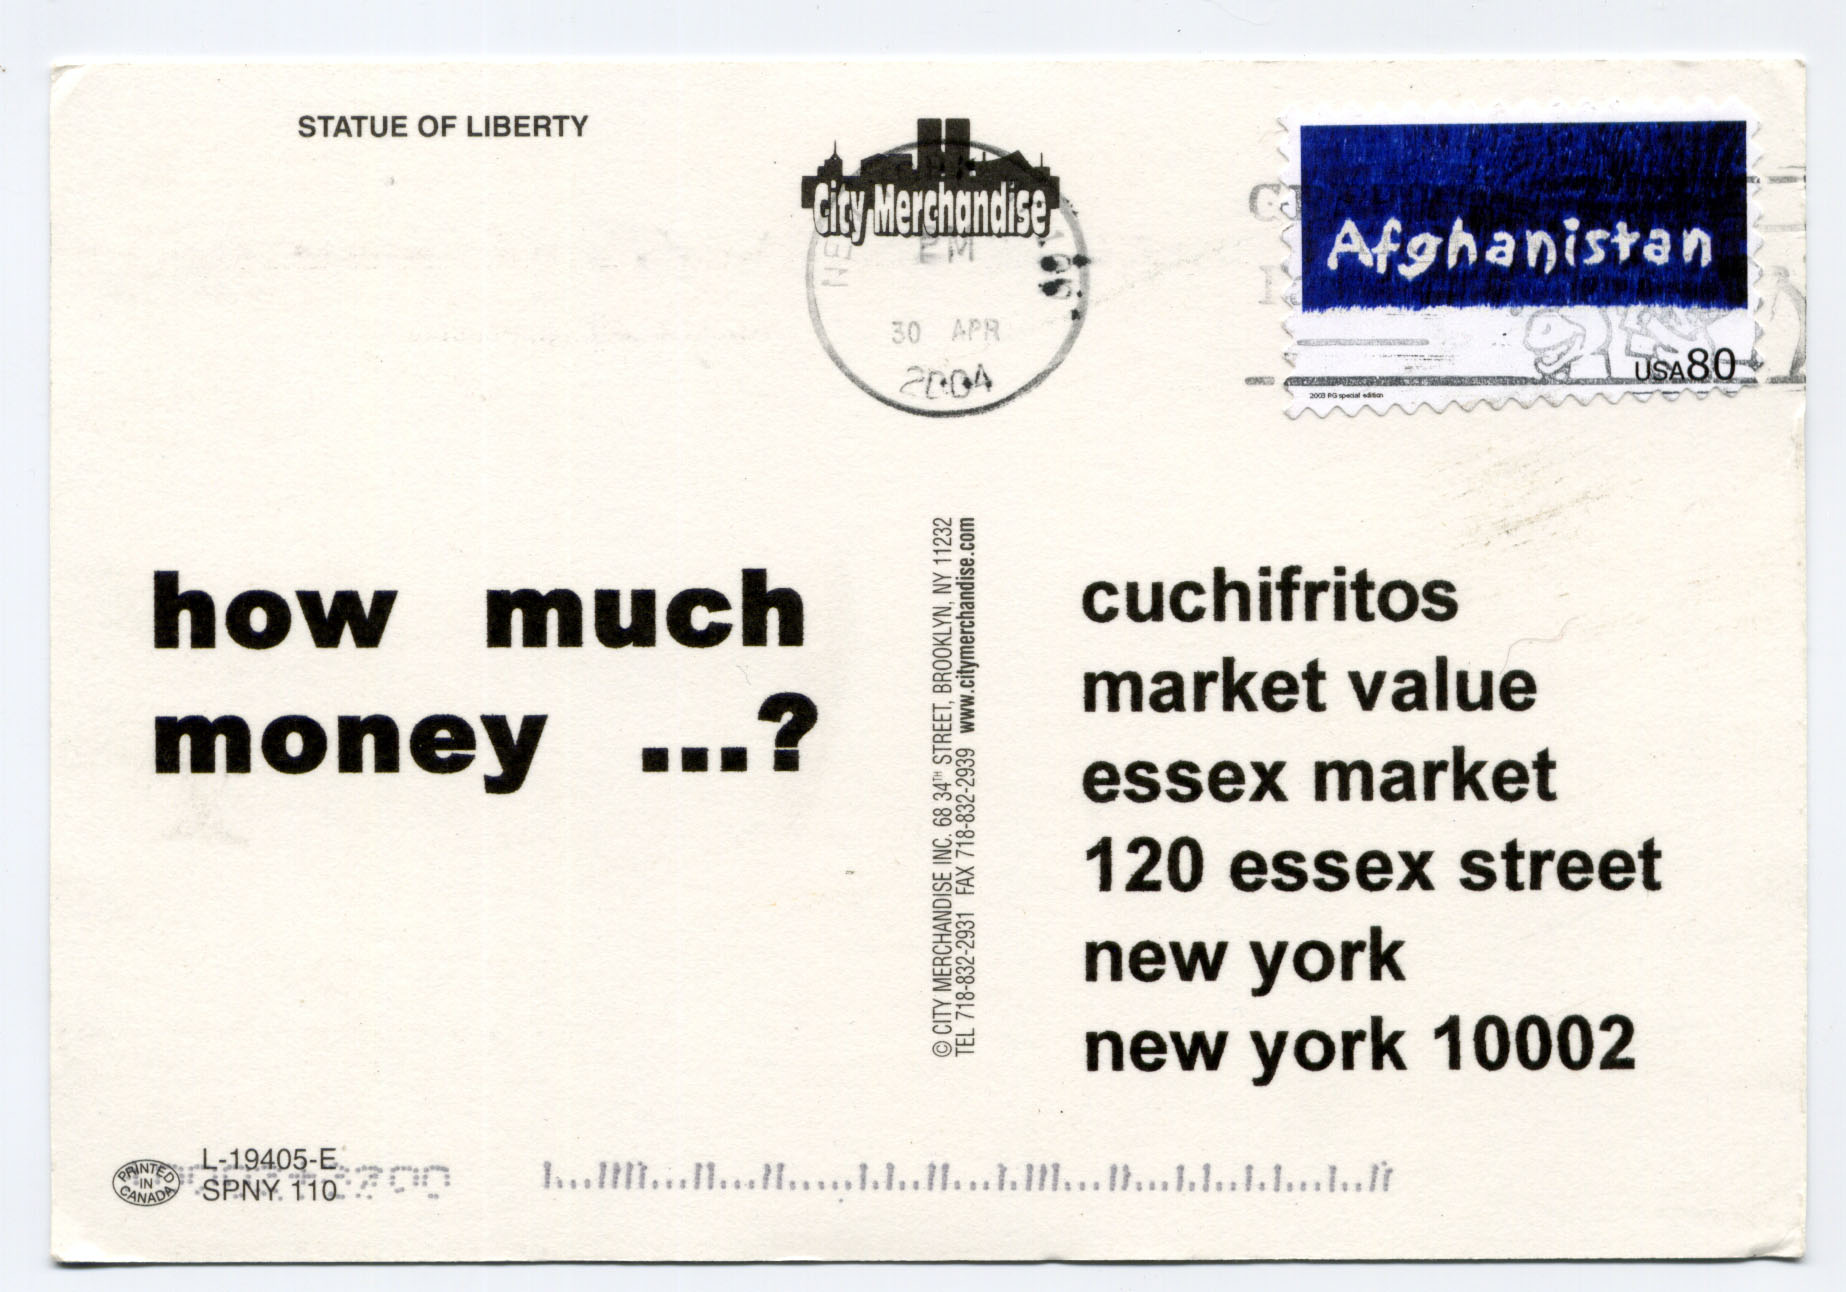 STATUE OF LIBERTY
City Merchandise
PM
30 APR
2004
Afghanistan
USA80
2003 PG special edition
how much
money ...?
© CITY MERCHANDISE INC. 68 34TH STREET, BROOKLYN, NY 11232
TEL 718-832-2931 FAX 718-832-2939 www.citymerchandise.com
cuchifritos
market value
essex market
120 essex street
new york
new york 10002
PRINTED
IN
CANADA
L-19405-E
SPNY 110